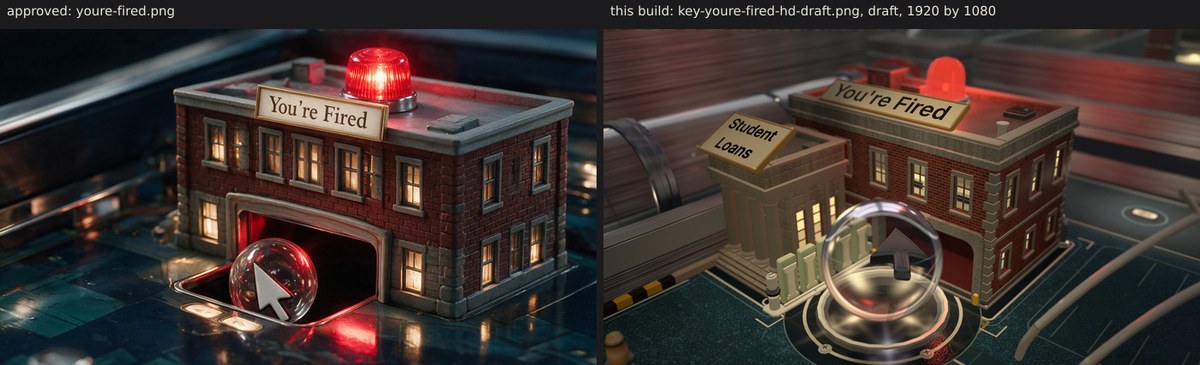 approved: youre-fired.png
this build: key-youre-fired-hd-draft.png, draft, 1920 by 1080
You're Fired
You're Fired
Student
Loans